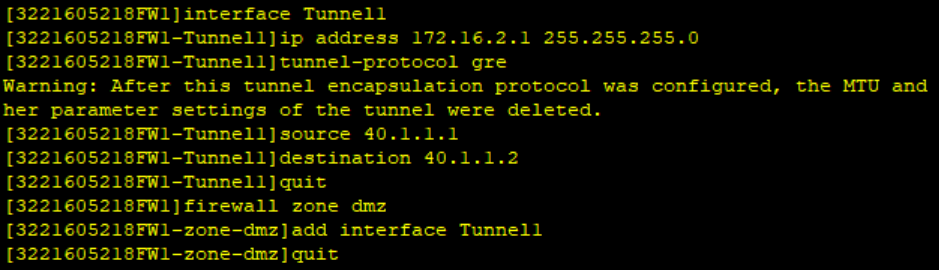 [3221605218FW1]interface Tunnel1
[3221605218FW1-Tunnel1]ip address 172.16.2.1 255.255.255.0
[3221605218FW1-Tunnel1]tunnel-protocol gre
Warning: After this tunnel encapsulation protocol was configured, the MTU and
her parameter settings of the tunnel were deleted.
[3221605218FW1-Tunnel1]source 40.1.1.1
[3221605218FW1-Tunnel1]destination 40.1.1.2
[3221605218FW1-Tunnel1]quit
[3221605218FW1]firewall zone dmz
[3221605218FW1-zone-dmz]add interface Tunnel1
[3221605218FW1-zone-dmz]quit